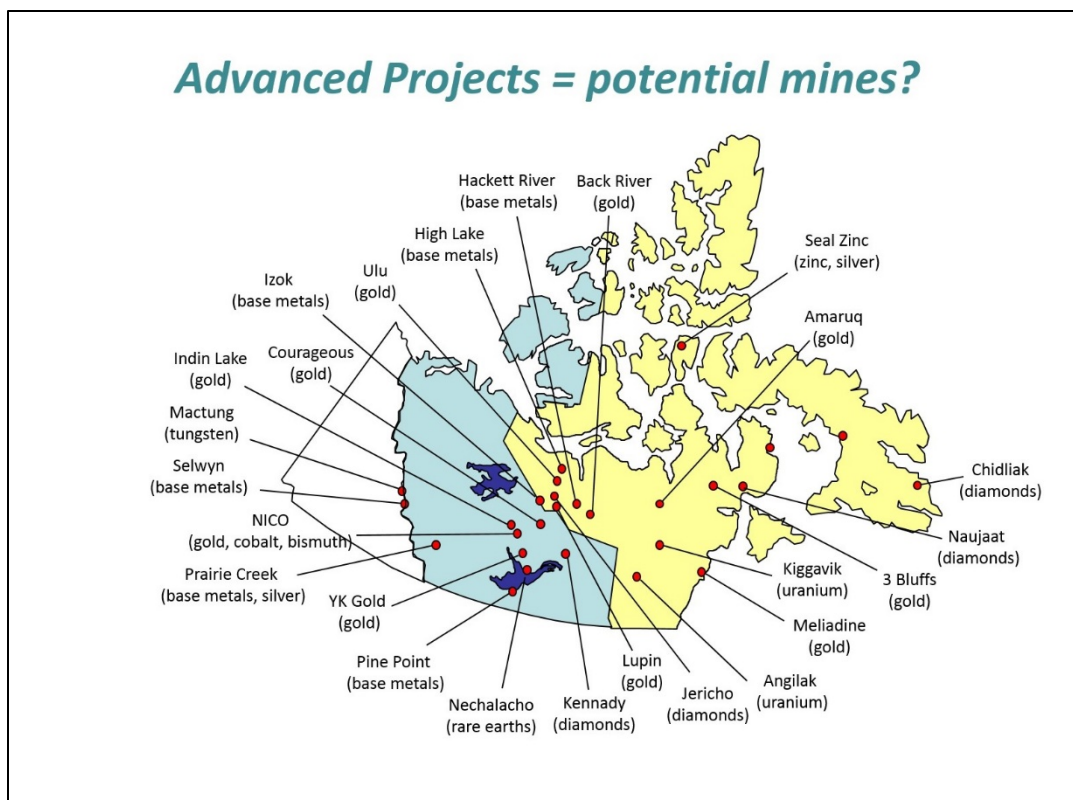 Advanced Projects = potential mines?
Hackett River
(base metals)
Back River
(gold)
High Lake
(base metals)
Seal Zinc
(zinc, silver)
Ulu
(gold)
Izok
(base metals)
Amaruq
(gold)
Courageous
(gold)
Indin Lake
(gold)
Mactung
(tungsten)
Selwyn
(base metals)
Chidliak
(diamonds)
NICO
(gold, cobalt, bismuth)
Naujaat
(diamonds)
Prairie Creek
(base metals, silver)
Kiggavik
(uranium)
3 Bluffs
(gold)
YK Gold
(gold)
Meliadine
(gold)
Pine Point
(base metals)
Lupin
(gold)
Angilak
(uranium)
Nechalacho
(rare earths)
Kennady
(diamonds)
Jericho
(diamonds)